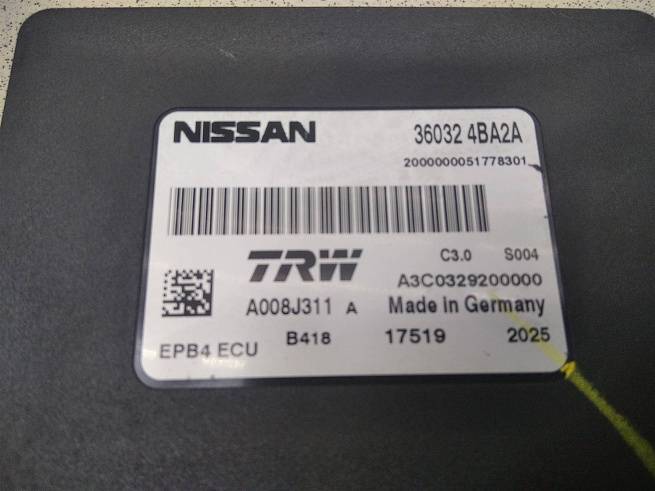 NISSAN 36032 4BA2A
2000000051778301
TRW C3.0 S004
A3C0329200000
A008J311 A Made in Germany
EPB4 ECU B418 17519 2025